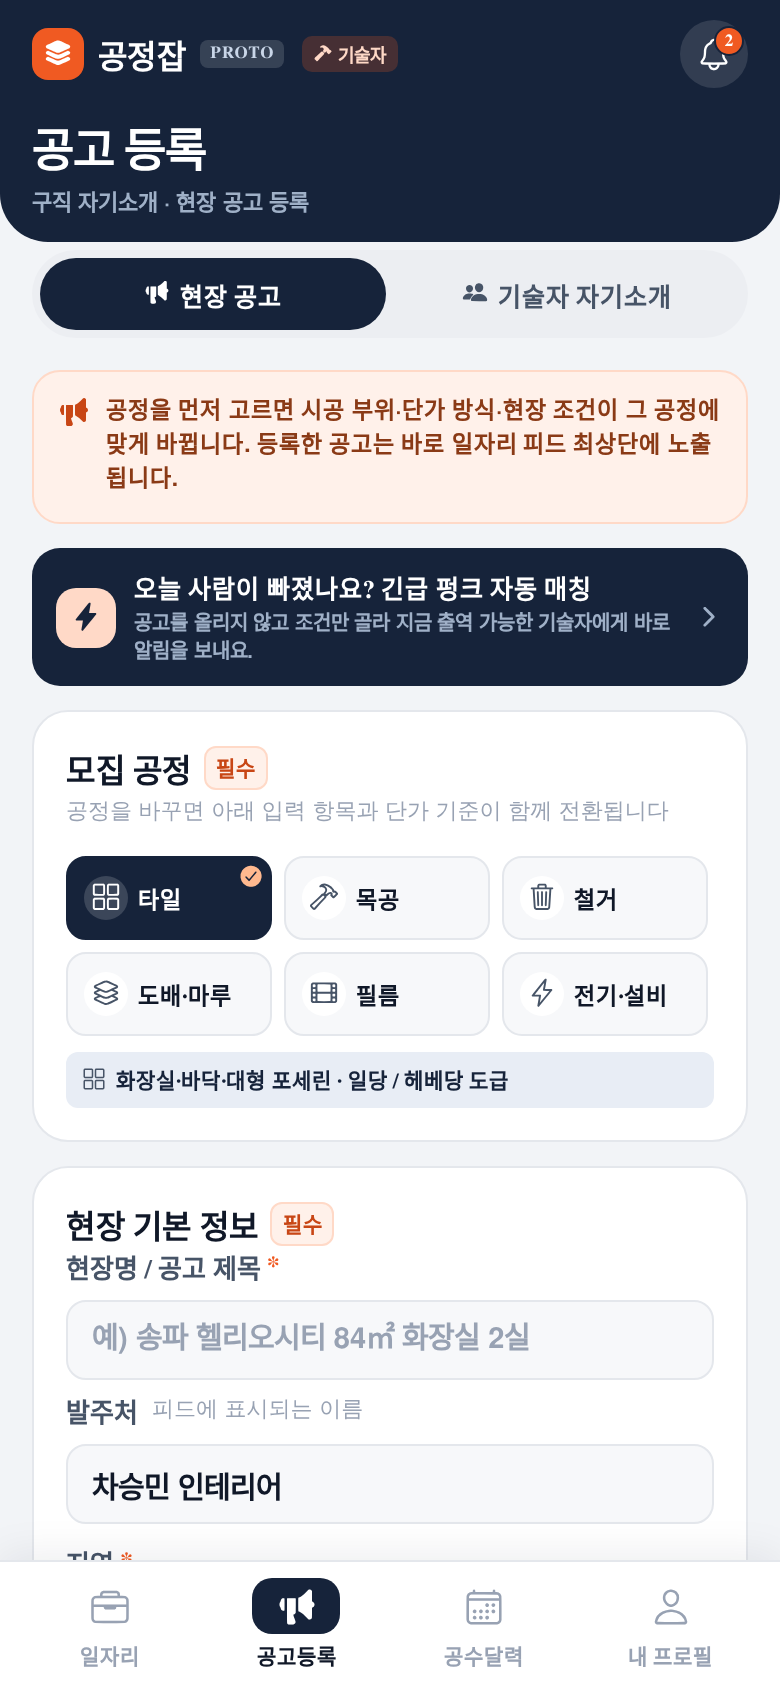 공정잡 PROTO 기술자 2
공고 등록
구직 자기소개 · 현장 공고 등록
현장 공고 기술자 자기소개
공정을 먼저 고르면 시공 부위·단가 방식·현장 조건이 그 공정에
맞게 바뀝니다. 등록한 공고는 바로 일자리 피드 최상단에 노출
됩니다.
오늘 사람이 빠졌나요? 긴급 펑크 자동 매칭
공고를 올리지 않고 조건만 골라 지금 출역 가능한 기술자에게 바로
알림을 보내요.
모집 공정 필수
공정을 바꾸면 아래 입력 항목과 단가 기준이 함께 전환됩니다
타일 목공 철거
도배·마루 필름 전기·설비
화장실·바닥·대형 포세린 · 일당 / 헤베당 도급
현장 기본 정보 필수
현장명 / 공고 제목 *
예) 송파 헬리오시티 84㎡ 화장실 2실
발주처 피드에 표시되는 이름
차승민 인테리어
지역 *
일자리 공고등록 공수달력 내 프로필